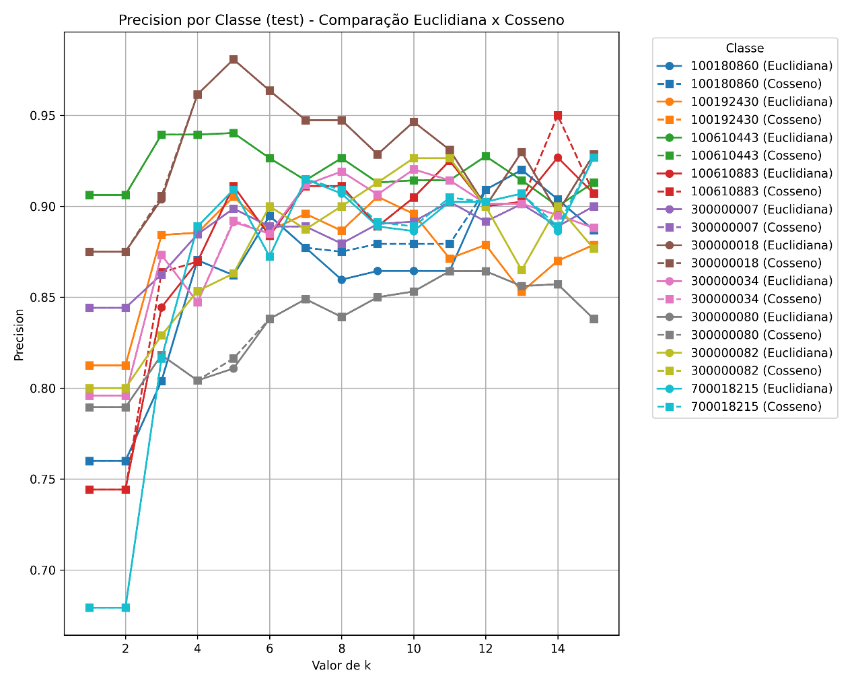 Precision por Classe (test) - Comparação Euclidiana x Cosseno
Precision
0.95
0.90
0.85
0.80
0.75
0.70
2 4 6 8 10 12 14
Valor de k
Classe
100180860 (Euclidiana)
100180860 (Cosseno)
100192430 (Euclidiana)
100192430 (Cosseno)
100610443 (Euclidiana)
100610443 (Cosseno)
100610883 (Euclidiana)
100610883 (Cosseno)
300000007 (Euclidiana)
300000007 (Cosseno)
300000018 (Euclidiana)
300000018 (Cosseno)
300000034 (Euclidiana)
300000034 (Cosseno)
300000080 (Euclidiana)
300000080 (Cosseno)
300000082 (Euclidiana)
300000082 (Cosseno)
700018215 (Euclidiana)
700018215 (Cosseno)